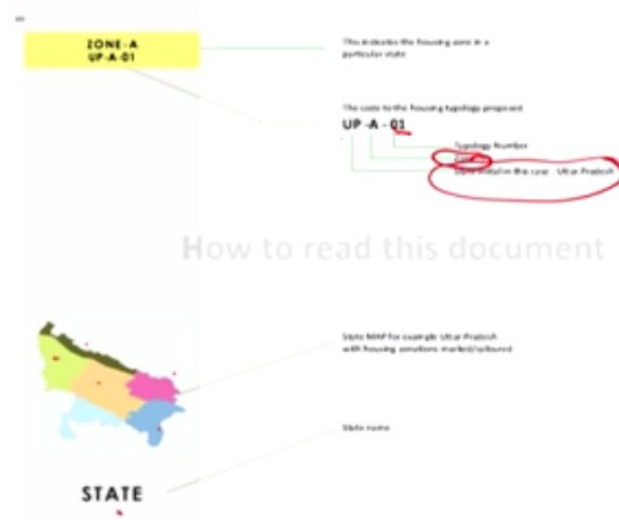 ZONE-A
UP-A-01
This indicates the housing zone in a
particular state
The code to the housing typology proposed
UP -A - 01
Typology Number
State initial in this case - Uttar Pradesh
How to read this document
State MAP for example Uttar Pradesh
with housing zonations marked/coloured
State name
STATE